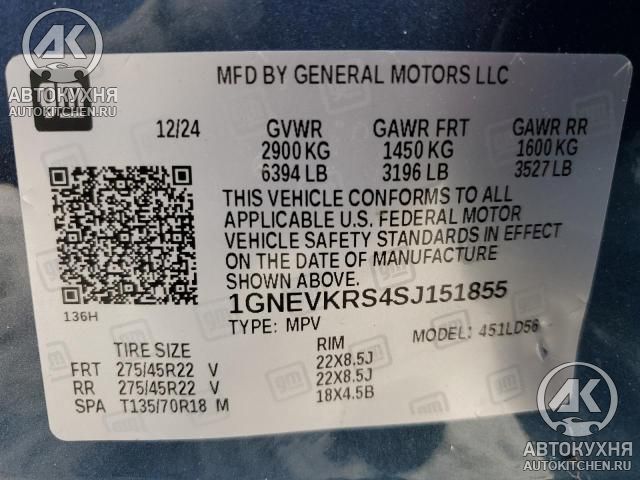 АВТОКУХНЯ
AUTOKITCHEN.RU
gm
MFD BY GENERAL MOTORS LLC
12/24 GVWR GAWR FRT GAWR RR
2900 KG 1450 KG 1600 KG
6394 LB 3196 LB 3527 LB
THIS VEHICLE CONFORMS TO ALL
APPLICABLE U.S. FEDERAL MOTOR
VEHICLE SAFETY STANDARDS IN EFFECT
ON THE DATE OF MANUFACTURE
SHOWN ABOVE.
136H
1GNEVKRS4SJ151855
TYPE: MPV MODEL: 451LD56
TIRE SIZE RIM
FRT 275/45R22 V 22X8.5J
RR 275/45R22 V 22X8.5J
SPA T135/70R18 M 18X4.5B
gm
АВТОКУХНЯ
AUTOKITCHEN.RU